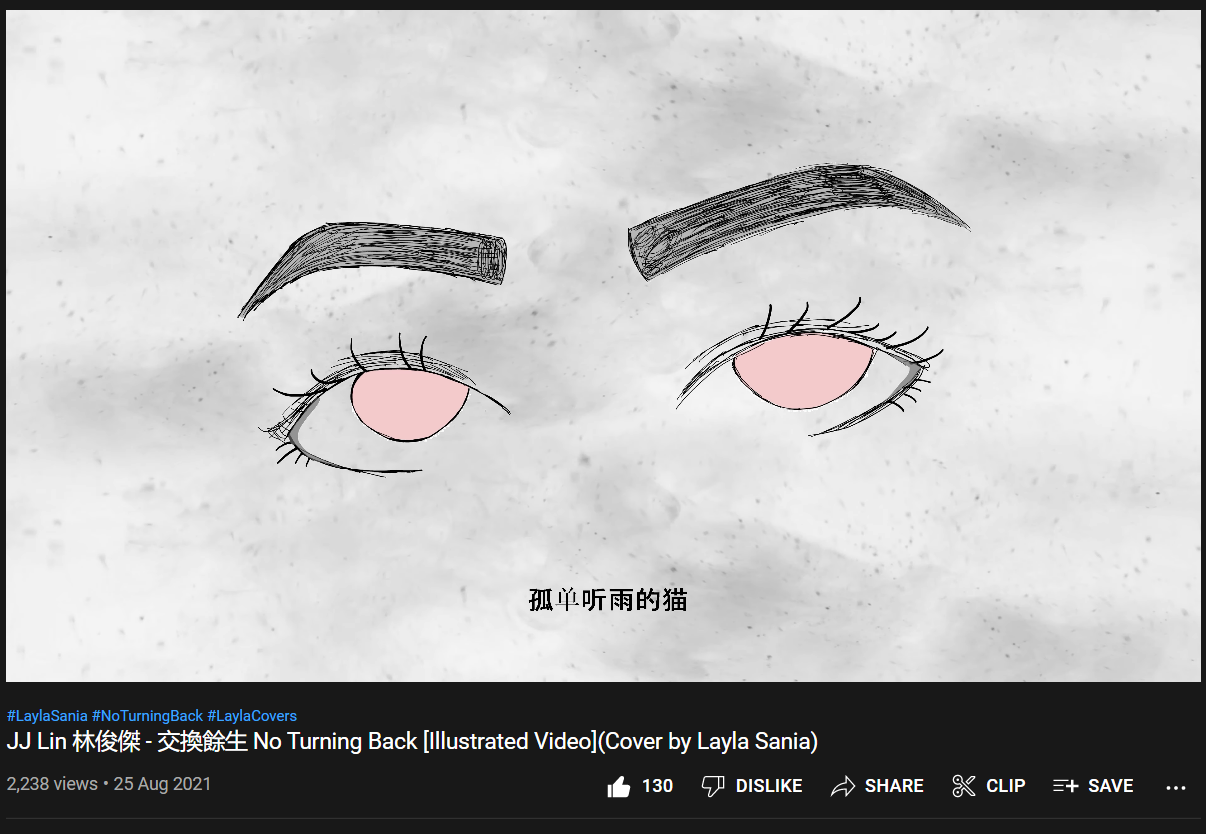 孤单听雨的猫
#LaylaSania #NoTurningBack #LaylaCovers
JJ Lin 林俊傑 - 交換餘生 No Turning Back [Illustrated Video](Cover by Layla Sania)
2,238 views • 25 Aug 2021 130 DISLIKE SHARE CLIP SAVE